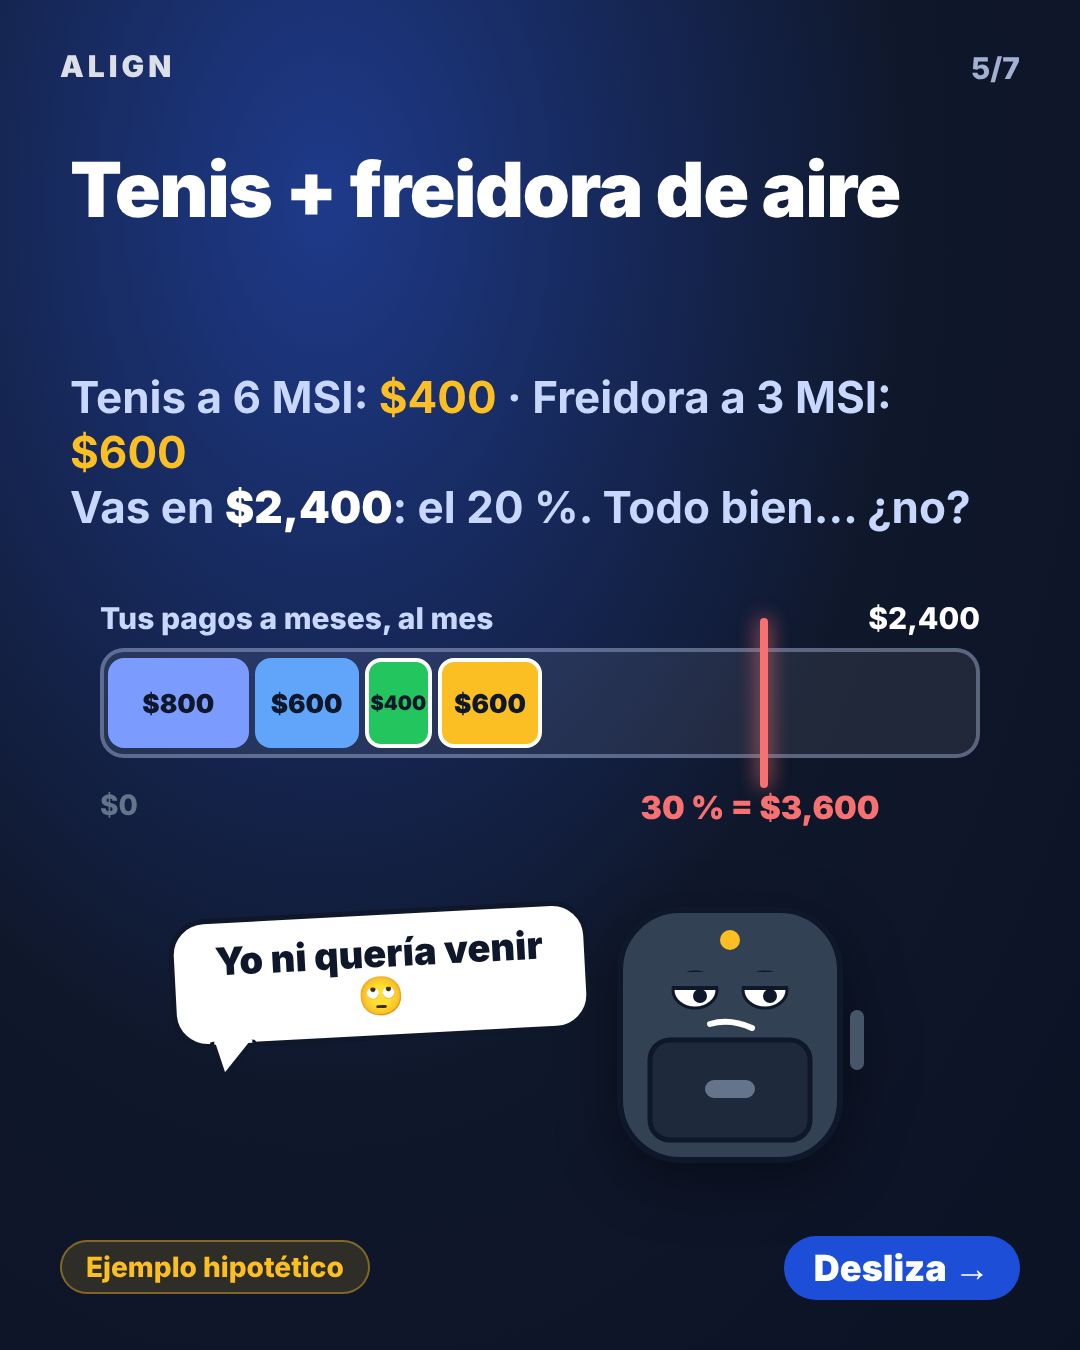 ALIGN
5/7
Tenis + freidora de aire
Tenis a 6 MSI: $400 · Freidora a 3 MSI:
$600
Vas en $2,400: el 20 %. Todo bien... ¿no?
Tus pagos a meses, al mes
$2,400
$800
$600
$400
$600
$0
30 % = $3,600
Yo ni quería venir
🙄
Ejemplo hipotético
Desliza →